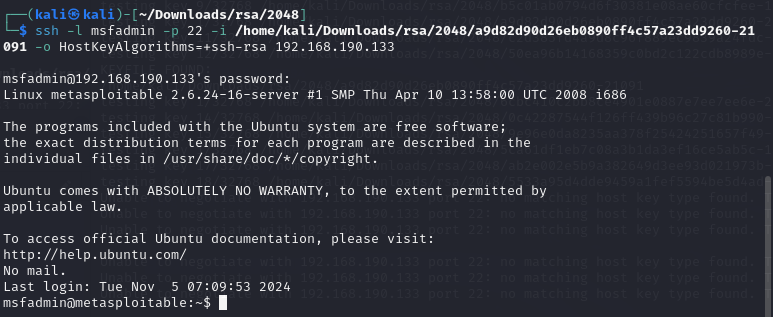 ┌──(kali㉿kali)-[~/Downloads/rsa/2048]
└─$ ssh -l msfadmin -p 22 -i /home/kali/Downloads/rsa/2048/a9d82d90d26eb0890ff4c57a23dd9260-21
091 -o HostKeyAlgorithms=+ssh-rsa 192.168.190.133
msfadmin@192.168.190.133's password:
Linux metasploitable 2.6.24-16-server #1 SMP Thu Apr 10 13:58:00 UTC 2008 i686
The programs included with the Ubuntu system are free software;
the exact distribution terms for each program are described in the
individual files in /usr/share/doc/*/copyright.
Ubuntu comes with ABSOLUTELY NO WARRANTY, to the extent permitted by
applicable law.
To access official Ubuntu documentation, please visit:
http://help.ubuntu.com/
No mail.
Last login: Tue Nov  5 07:09:53 2024
msfadmin@metasploitable:~$